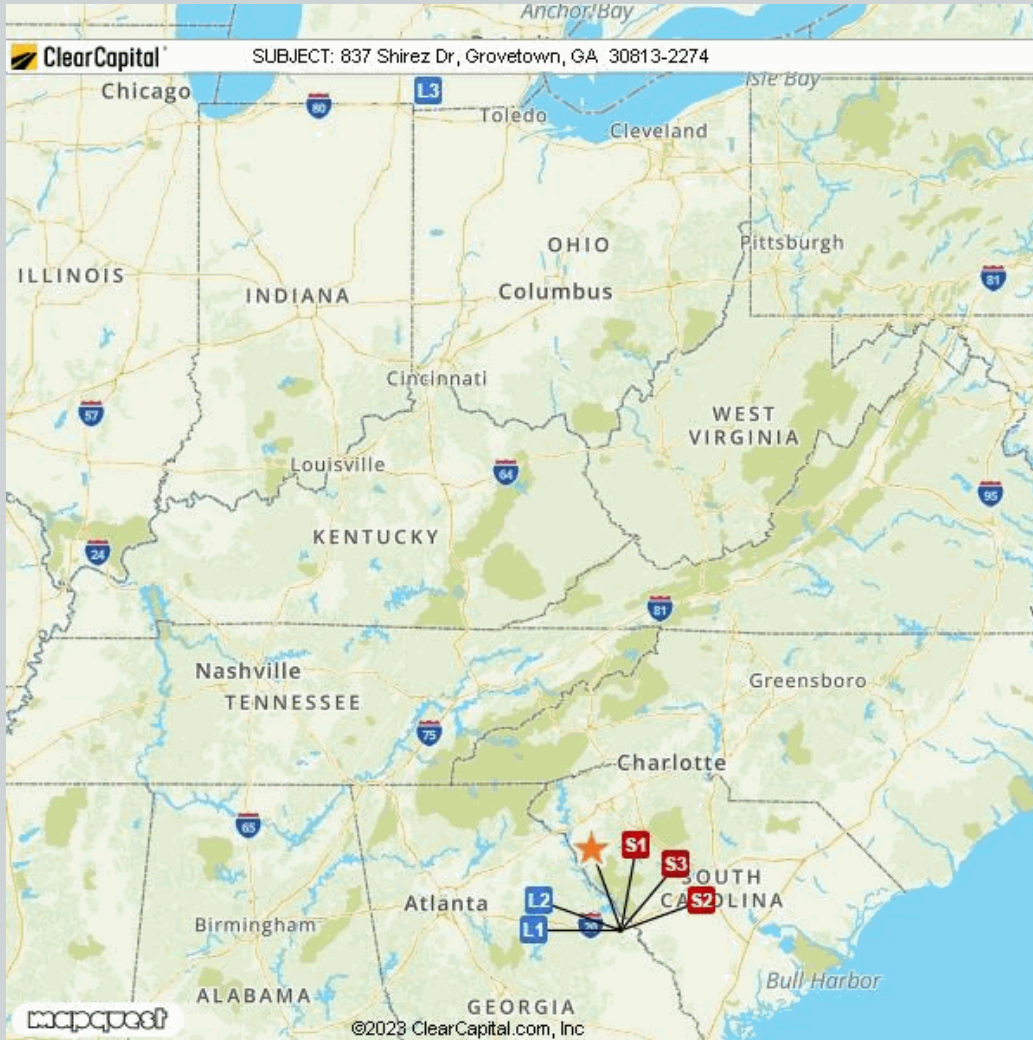 Anchor Bay
ClearCapital
SUBJECT: 837 Shirez Dr, Grovetown, GA 30813-2274
Isle Bay
Chicago
80
L3
Toledo
Cleveland
OHIO
Pittsburgh
ILLINOIS
INDIANA
Columbus
81
Cincinnati
57
WEST
VIRGINIA
Louisville
64
95
KENTUCKY
24
81
Nashville
TENNESSEE
Greensboro
75
Charlotte
65
S1
S3
SOUTH
CAROLINA
S2
Atlanta
L2
L1
20
Birmingham
Bull Harbor
ALABAMA
GEORGIA
mapquest
©2023 ClearCapital.com, Inc